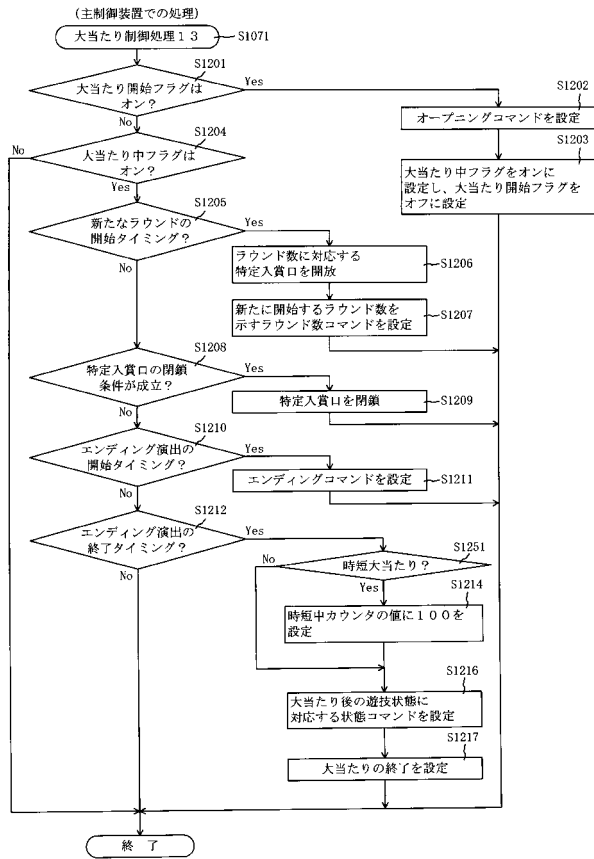 (主制御装置での処理)
大当たり制御処理13
S1071
S1201
大当たり開始フラグは
オン?
Yes
No
S1202
オープニングコマンドを設定
S1203
大当たり中フラグをオンに
設定し、大当たり開始フラグを
オフに設定
S1204
No
大当たり中フラグは
オン?
Yes
S1205
新たなラウンドの
開始タイミング?
Yes
No
ラウンド数に対応する
特定入賞口を開放
S1206
新たに開始するラウンド数を
示すラウンド数コマンドを設定
S1207
S1208
特定入賞口の閉鎖
条件が成立?
Yes
No
特定入賞口を閉鎖
S1209
S1210
エンディング演出の
開始タイミング?
Yes
No
エンディングコマンドを設定
S1211
S1212
エンディング演出の
終了タイミング?
Yes
No
S1251
No
時短大当たり?
Yes
S1214
時短中カウンタの値に100を
設定
S1216
大当たり後の遊技状態に
対応する状態コマンドを設定
S1217
大当たりの終了を設定
終 了